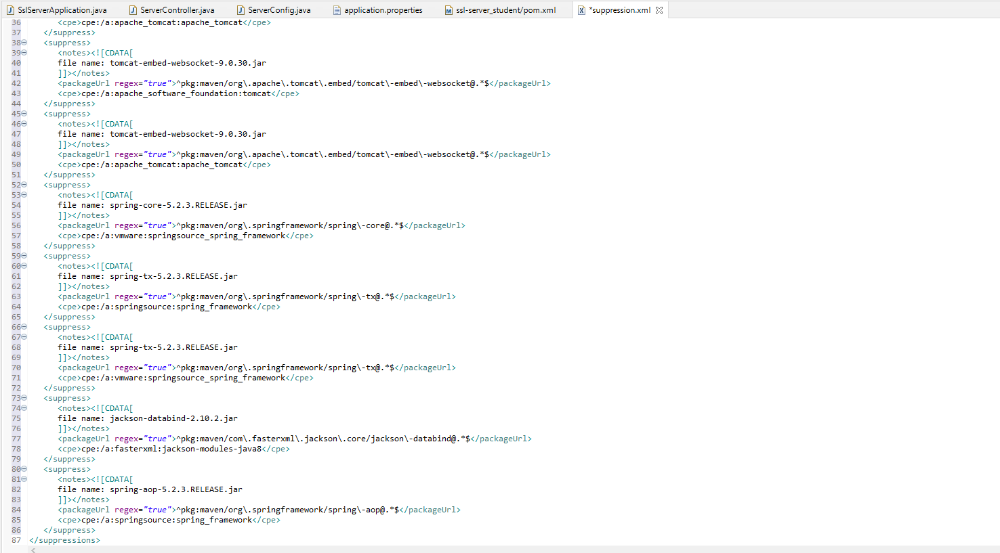 SslServerApplication.java ServerController.java ServerConfig.java application.properties ssl-server_student/pom.xml *suppression.xml
36 <cpe>cpe:/a:apache_tomcat:apache_tomcat</cpe>
37 </suppress>
38 <suppress>
39 <notes><![CDATA[
40 file name: tomcat-embed-websocket-9.0.30.jar
41 ]]></notes>
42 <packageUrl regex="true">^pkg:maven/org\.apache\.tomcat\.embed/tomcat\-embed\-websocket@.*$</packageUrl>
43 <cpe>cpe:/a:apache_software_foundation:tomcat</cpe>
44 </suppress>
45 <suppress>
46 <notes><![CDATA[
47 file name: tomcat-embed-websocket-9.0.30.jar
48 ]]></notes>
49 <packageUrl regex="true">^pkg:maven/org\.apache\.tomcat\.embed/tomcat\-embed\-websocket@.*$</packageUrl>
50 <cpe>cpe:/a:apache_tomcat:apache_tomcat</cpe>
51 </suppress>
52 <suppress>
53 <notes><![CDATA[
54 file name: spring-core-5.2.3.RELEASE.jar
55 ]]></notes>
56 <packageUrl regex="true">^pkg:maven/org\.springframework/spring\-core@.*$</packageUrl>
57 <cpe>cpe:/a:vmware:springsource_spring_framework</cpe>
58 </suppress>
59 <suppress>
60 <notes><![CDATA[
61 file name: spring-tx-5.2.3.RELEASE.jar
62 ]]></notes>
63 <packageUrl regex="true">^pkg:maven/org\.springframework/spring\-tx@.*$</packageUrl>
64 <cpe>cpe:/a:springsource:spring_framework</cpe>
65 </suppress>
66 <suppress>
67 <notes><![CDATA[
68 file name: spring-tx-5.2.3.RELEASE.jar
69 ]]></notes>
70 <packageUrl regex="true">^pkg:maven/org\.springframework/spring\-tx@.*$</packageUrl>
71 <cpe>cpe:/a:vmware:springsource_spring_framework</cpe>
72 </suppress>
73 <suppress>
74 <notes><![CDATA[
75 file name: jackson-databind-2.10.2.jar
76 ]]></notes>
77 <packageUrl regex="true">^pkg:maven/com\.fasterxml\.jackson\.core/jackson\-databind@.*$</packageUrl>
78 <cpe>cpe:/a:fasterxml:jackson-modules-java8</cpe>
79 </suppress>
80 <suppress>
81 <notes><![CDATA[
82 file name: spring-aop-5.2.3.RELEASE.jar
83 ]]></notes>
84 <packageUrl regex="true">^pkg:maven/org\.springframework/spring\-aop@.*$</packageUrl>
85 <cpe>cpe:/a:springsource:spring_framework</cpe>
86 </suppress>
87 </suppressions>